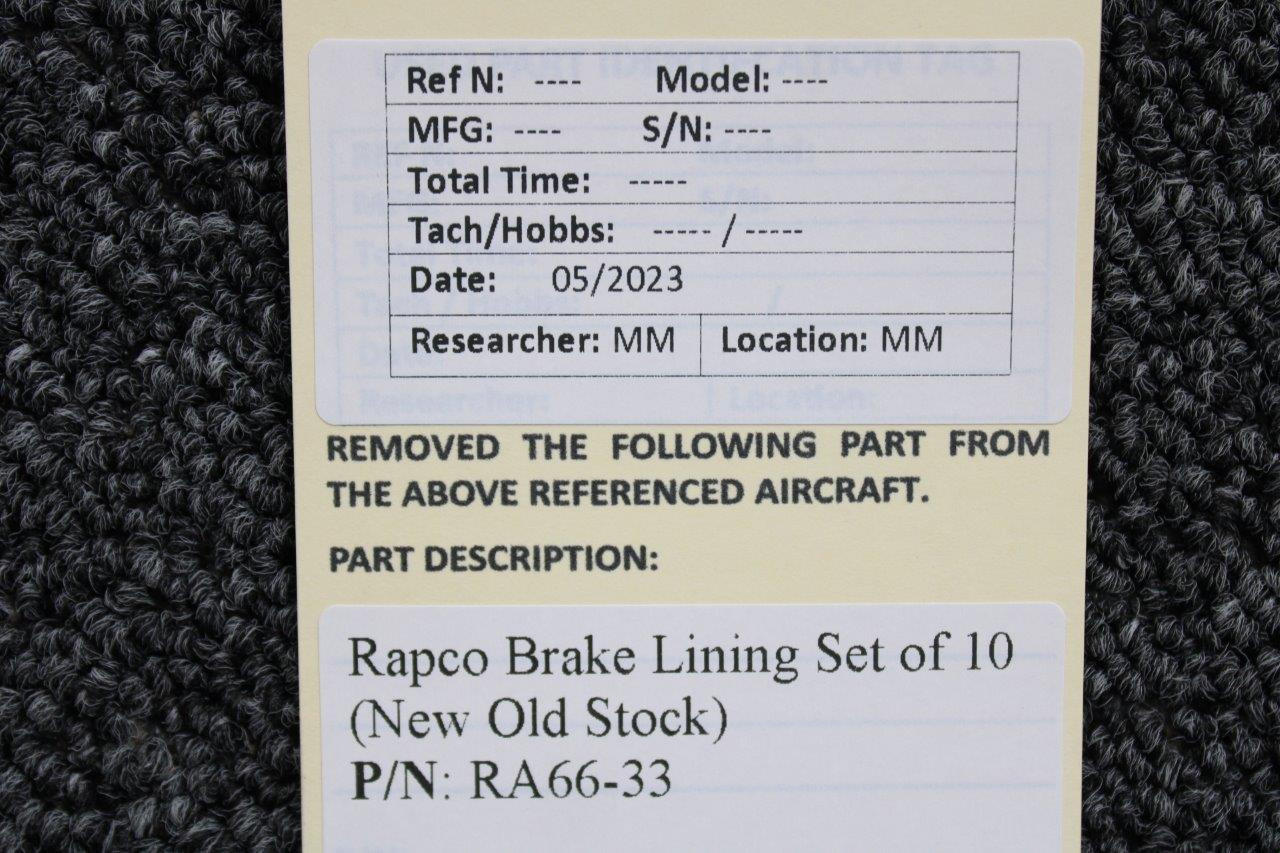 Ref N: ---- Model: ----
MFG: ---- S/N: ----
Total Time: -----
Tach/Hobbs: ----- / -----
Date: 05/2023
Researcher: MM Location: MM
REMOVED THE FOLLOWING PART FROM
THE ABOVE REFERENCED AIRCRAFT.
PART DESCRIPTION:
Rapco Brake Lining Set of 10
(New Old Stock)
P/N: RA66-33